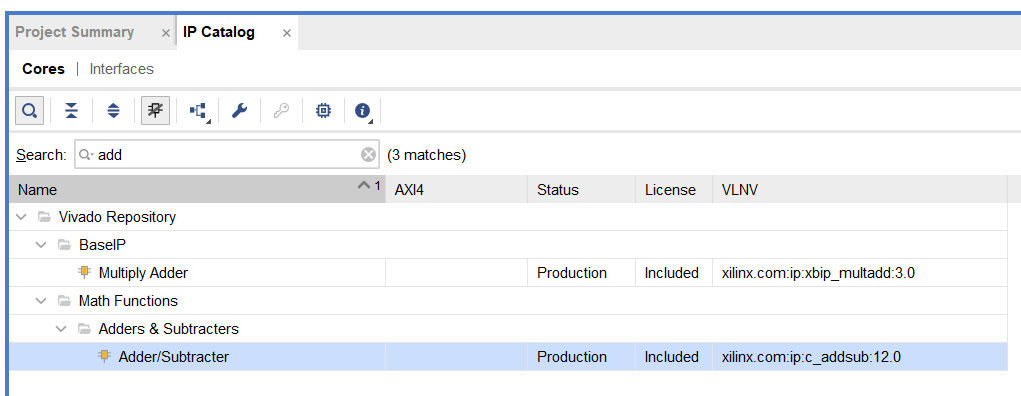 Project Summary × IP Catalog ×
Cores | Interfaces
Search: add (3 matches)
Name 1 AXI4 Status License VLNV
Vivado Repository
BaseIP
Multiply Adder Production Included xilinx.com:ip:xbip_multadd:3.0
Math Functions
Adders & Subtracters
Adder/Subtracter Production Included xilinx.com:ip:c_addsub:12.0